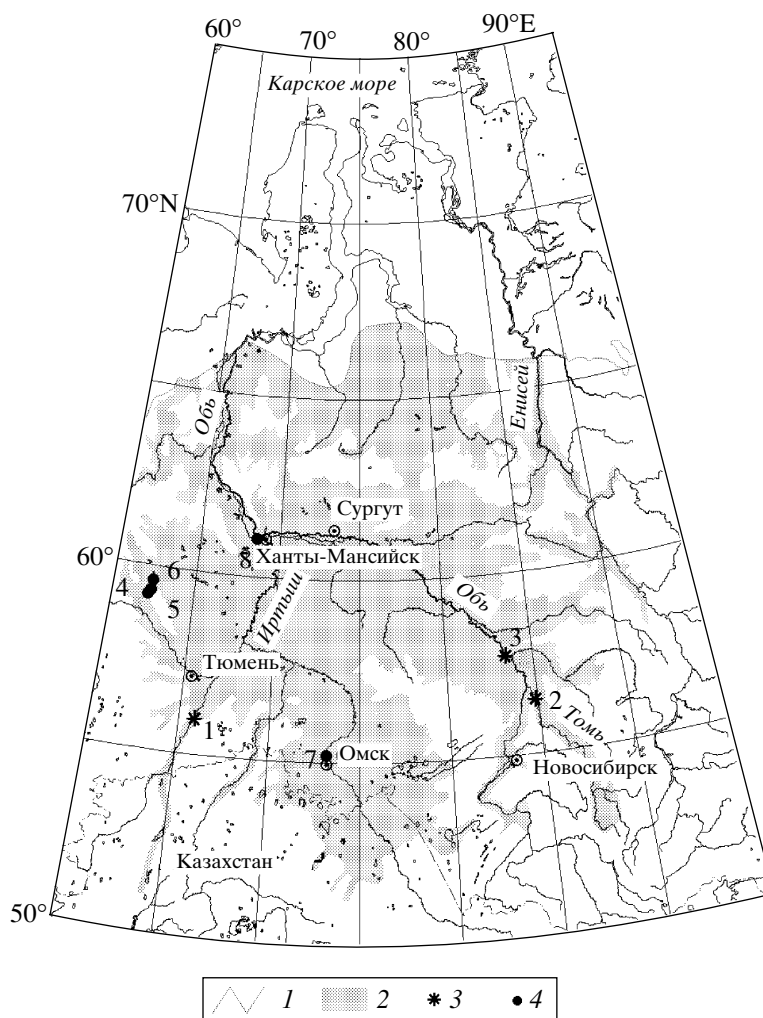 60°
70°
80°
90°E
Карское море
70°N
Обь
Енисей
Сургут
8
Ханты-Мансийск
60°
6
4
5
Иртыш
Обь
3
Тюмень
2
1
Томь
7
Омск
Новосибирск
Казахстан
50°
1 2 3 4